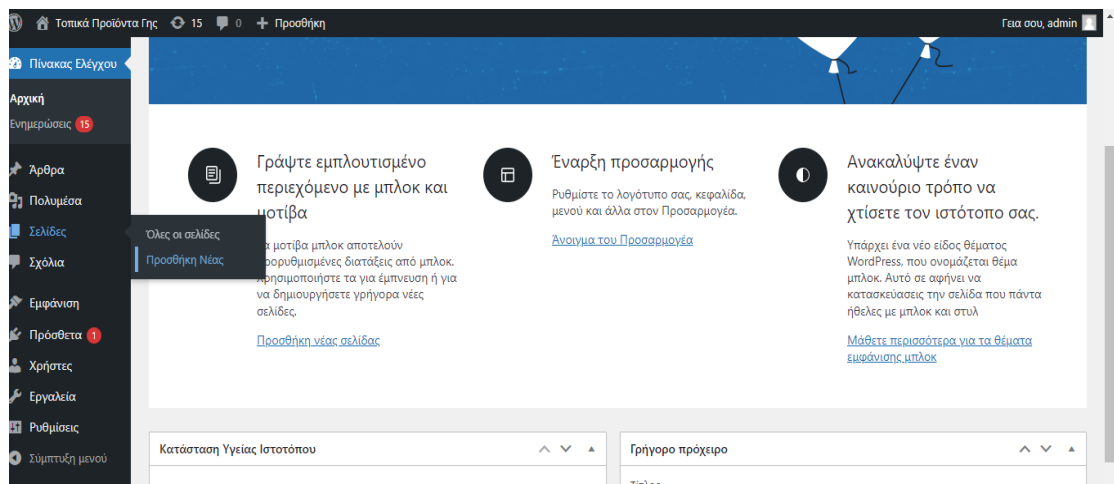 Τοπικά Προϊόντα Γης 15 0 + Προσθήκη Γεια σου, admin
Πίνακας Ελέγχου
Αρχική
Ενημερώσεις 15
Άρθρα
Πολυμέσα
Σελίδες
Σχόλια
Εμφάνιση
Πρόσθετα 1
Χρήστες
Εργαλεία
Ρυθμίσεις
Σύμπτυξη μενού
Όλες οι σελίδες
Προσθήκη Νέας
Γράψτε εμπλουτισμένο
περιεχόμενο με μπλοκ και
μοτίβα
μοτίβα μπλοκ αποτελούν
διατάξεις από μπλοκ.
Χρησιμοποιήστε τα για έμπνευση ή για
να δημιουργήσετε γρήγορα νέες
σελίδες.
Προσθήκη νέας σελίδας
Έναρξη προσαρμογής
Ρυθμίστε το λογότυπο σας, κεφαλίδα,
μενού και άλλα στον Προσαρμογέα.
Άνοιγμα του Προσαρμογέα
Ανακαλύψτε έναν
καινούριο τρόπο να
χτίσετε τον ιστότοπο σας.
Υπάρχει ένα νέο είδος θέματος
WordPress, που ονομάζεται θέμα
μπλοκ. Αυτό σε αφήνει να
κατασκεύασεις την σελίδα που πάντα
ήθελες με μπλοκ και στυλ
Μάθετε περισσότερα για τα θέματα
εμφάνισης μπλοκ
Κατάσταση Υγείας Ιστοτόπου
Γρήγορο πρόχειρο